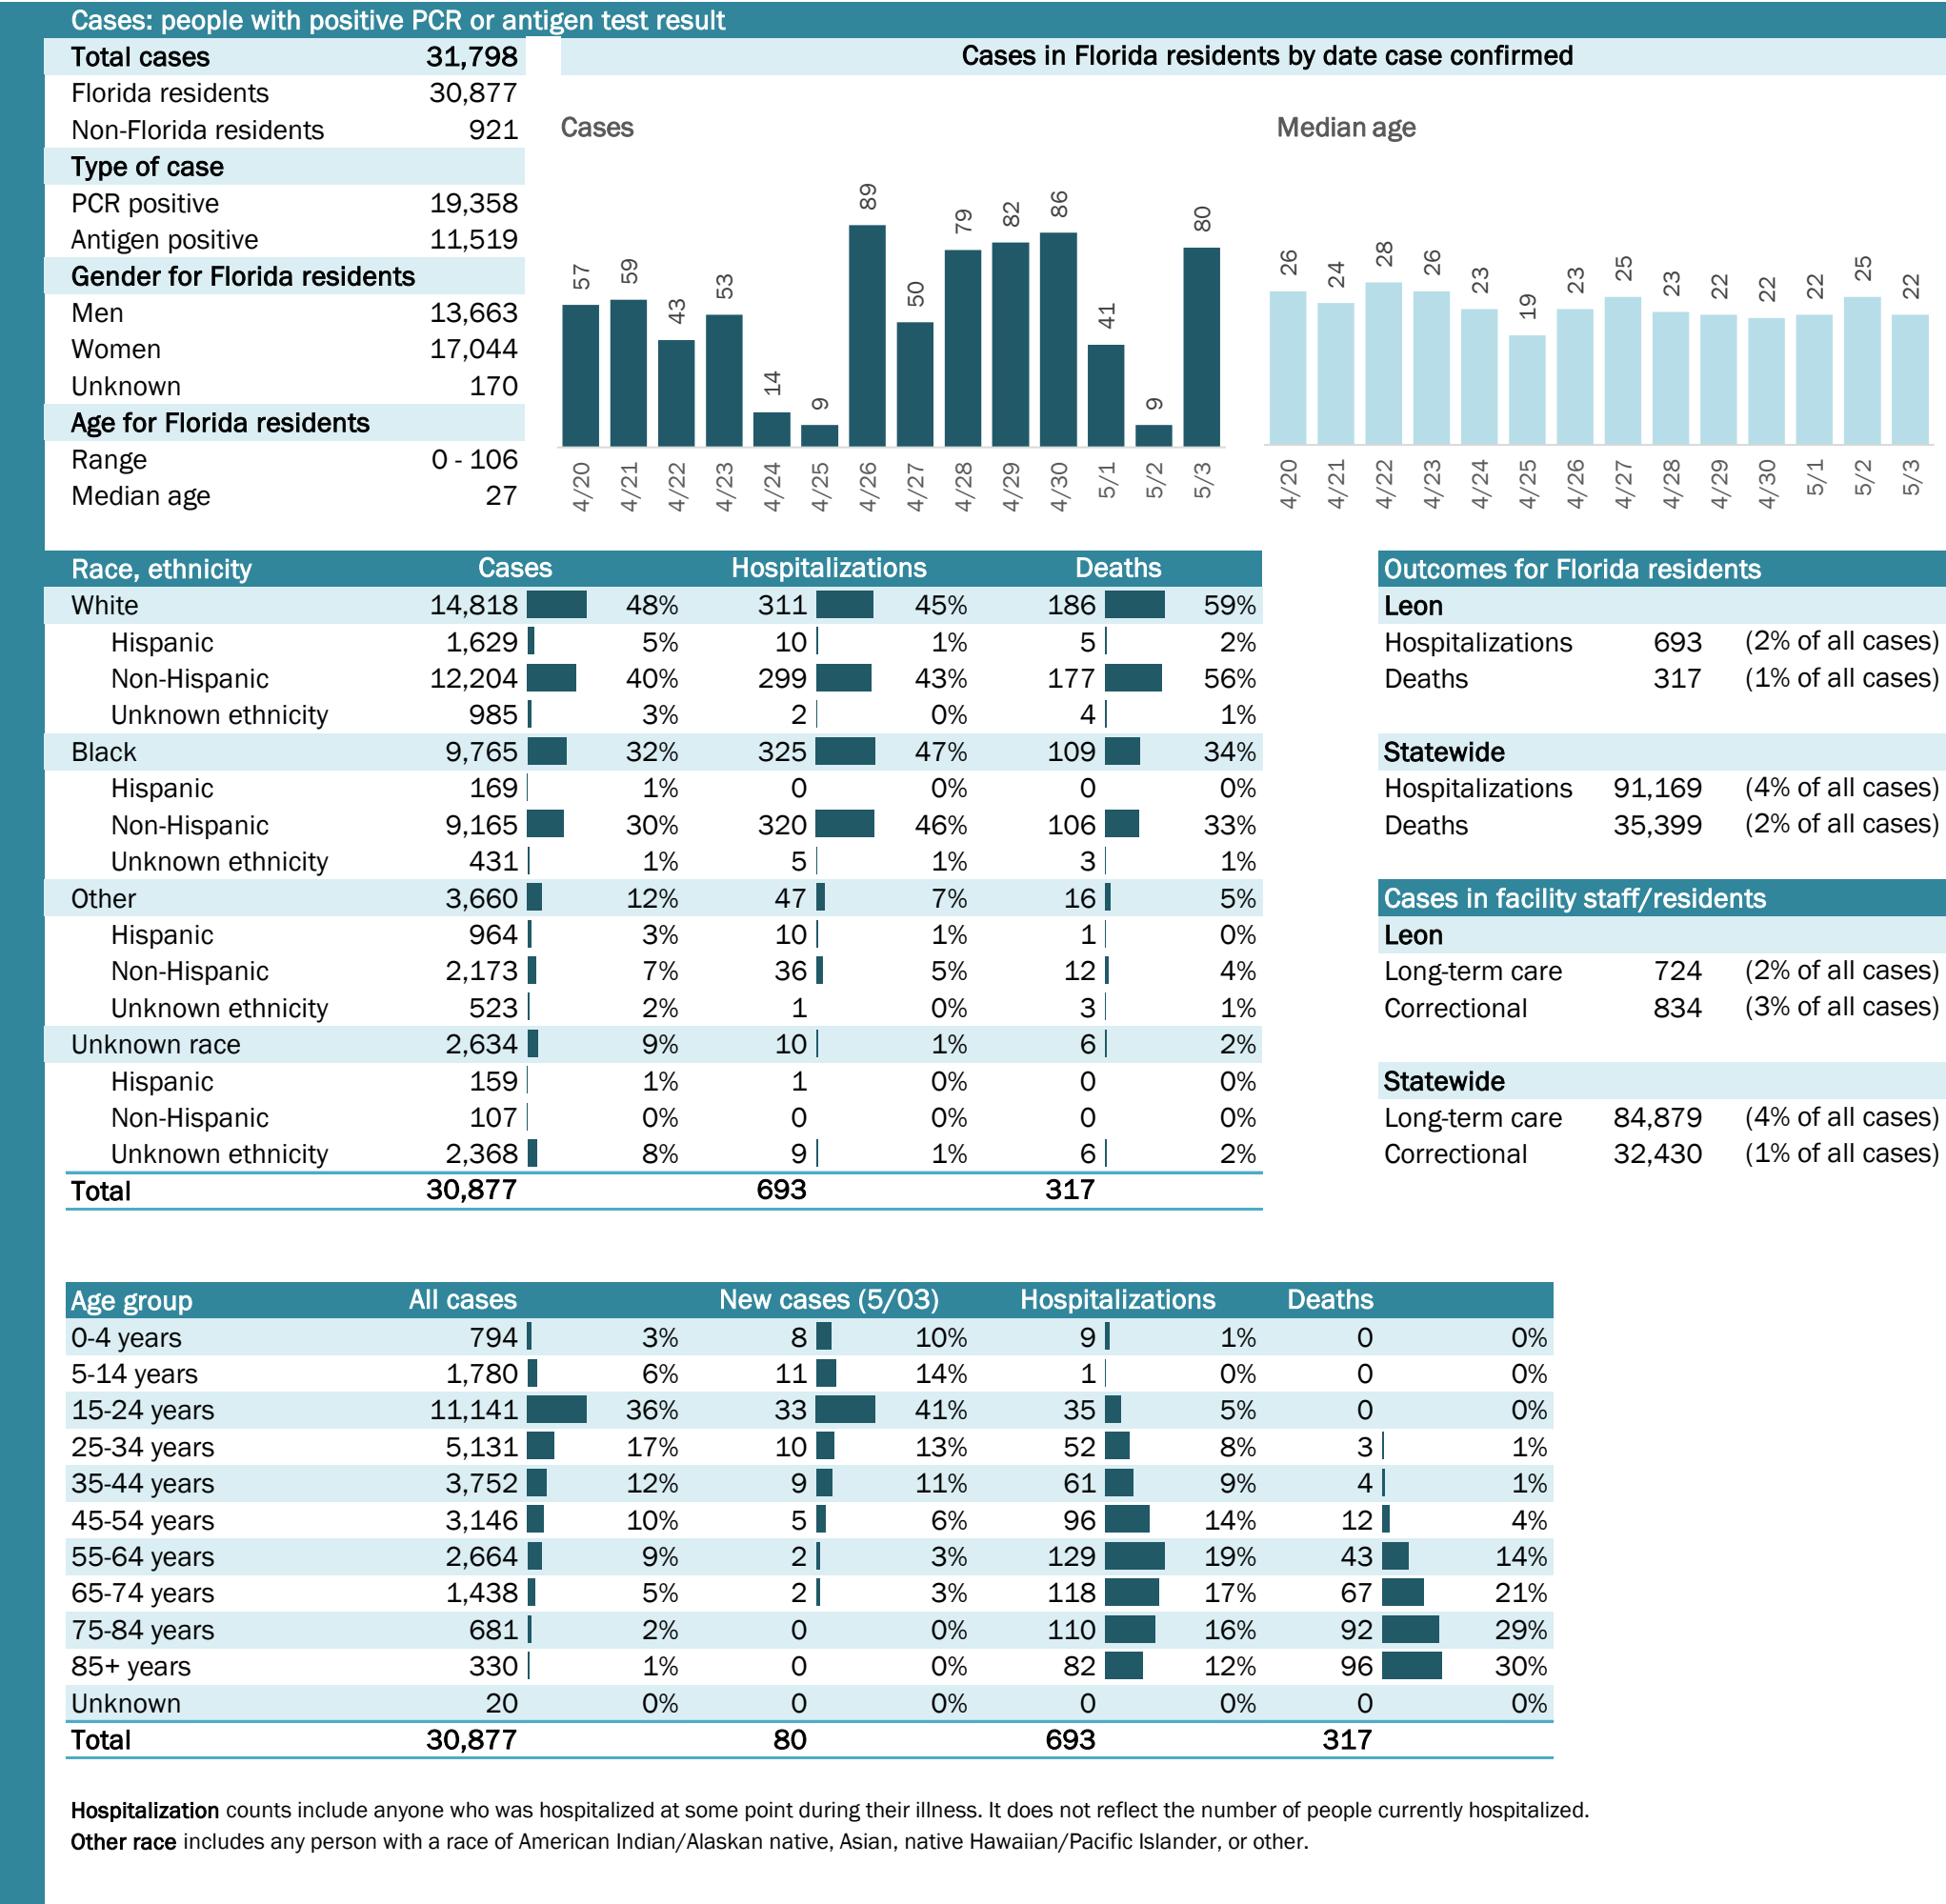 Cases: people with positive PCR or antigen test result
Total cases 31,798
Florida residents 30,877
Non-Florida residents 921
Type of case
PCR positive 19,358
Antigen positive 11,519
Gender for Florida residents
Men 13,663
Women 17,044
Unknown 170
Age for Florida residents
Range 0 - 106
Median age 27
Cases in Florida residents by date case confirmed
Cases
57 59 43 53 14 9 89 50 79 82 86 41 9 80
4/20 4/21 4/22 4/23 4/24 4/25 4/26 4/27 4/28 4/29 4/30 5/1 5/2 5/3
Median age
26 24 28 26 23 19 23 25 23 22 22 22 25 22
4/20 4/21 4/22 4/23 4/24 4/25 4/26 4/27 4/28 4/29 4/30 5/1 5/2 5/3
Race, ethnicity Cases Hospitalizations Deaths
White 14,818 48% 311 45% 186 59%
Hispanic 1,629 5% 10 1% 5 2%
Non-Hispanic 12,204 40% 299 43% 177 56%
Unknown ethnicity 985 3% 2 0% 4 1%
Black 9,765 32% 325 47% 109 34%
Hispanic 169 1% 0 0% 0 0%
Non-Hispanic 9,165 30% 320 46% 106 33%
Unknown ethnicity 431 1% 5 1% 3 1%
Other 3,660 12% 47 7% 16 5%
Hispanic 964 3% 10 1% 1 0%
Non-Hispanic 2,173 7% 36 5% 12 4%
Unknown ethnicity 523 2% 1 0% 3 1%
Unknown race 2,634 9% 10 1% 6 2%
Hispanic 159 1% 1 0% 0 0%
Non-Hispanic 107 0% 0 0% 0 0%
Unknown ethnicity 2,368 8% 9 1% 6 2%
Total 30,877 693 317
Outcomes for Florida residents
Leon
Hospitalizations 693 (2% of all cases)
Deaths 317 (1% of all cases)
Statewide
Hospitalizations 91,169 (4% of all cases)
Deaths 35,399 (2% of all cases)
Cases in facility staff/residents
Leon
Long-term care 724 (2% of all cases)
Correctional 834 (3% of all cases)
Statewide
Long-term care 84,879 (4% of all cases)
Correctional 32,430 (1% of all cases)
Age group All cases New cases (5/03) Hospitalizations Deaths
0-4 years 794 3% 8 10% 9 1% 0 0%
5-14 years 1,780 6% 11 14% 1 0% 0 0%
15-24 years 11,141 36% 33 41% 35 5% 0 0%
25-34 years 5,131 17% 10 13% 52 8% 3 1%
35-44 years 3,752 12% 9 11% 61 9% 4 1%
45-54 years 3,146 10% 5 6% 96 14% 12 4%
55-64 years 2,664 9% 2 3% 129 19% 43 14%
65-74 years 1,438 5% 2 3% 118 17% 67 21%
75-84 years 681 2% 0 0% 110 16% 92 29%
85+ years 330 1% 0 0% 82 12% 96 30%
Unknown 20 0% 0 0% 0 0% 0 0%
Total 30,877 80 693 317
Hospitalization counts include anyone who was hospitalized at some point during their illness. It does not reflect the number of people currently hospitalized.
Other race includes any person with a race of American Indian/Alaskan native, Asian, native Hawaiian/Pacific Islander, or other.